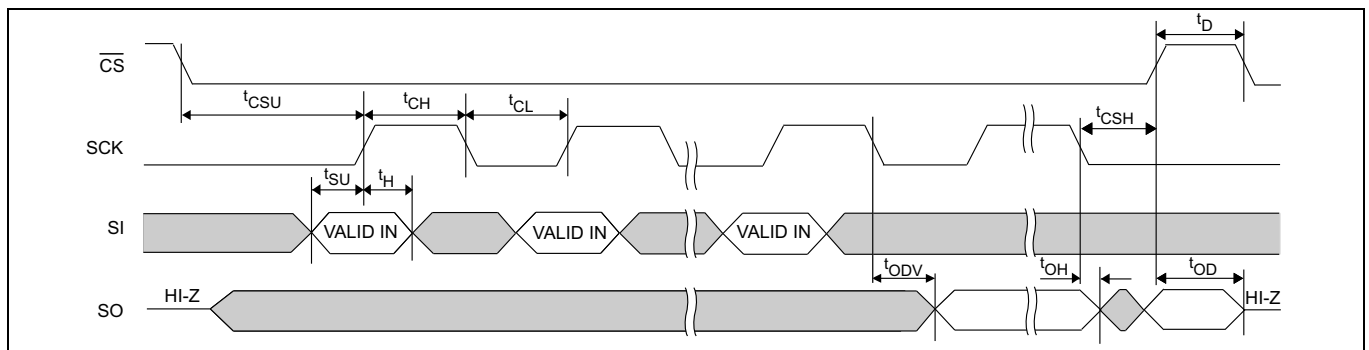 t_D
C̅S̅
t_CSU t_CH t_CL t_CSH
SCK
t_SU t_H
SI VALID IN VALID IN VALID IN
t_ODV t_OH t_OD
SO HI-Z HI-Z